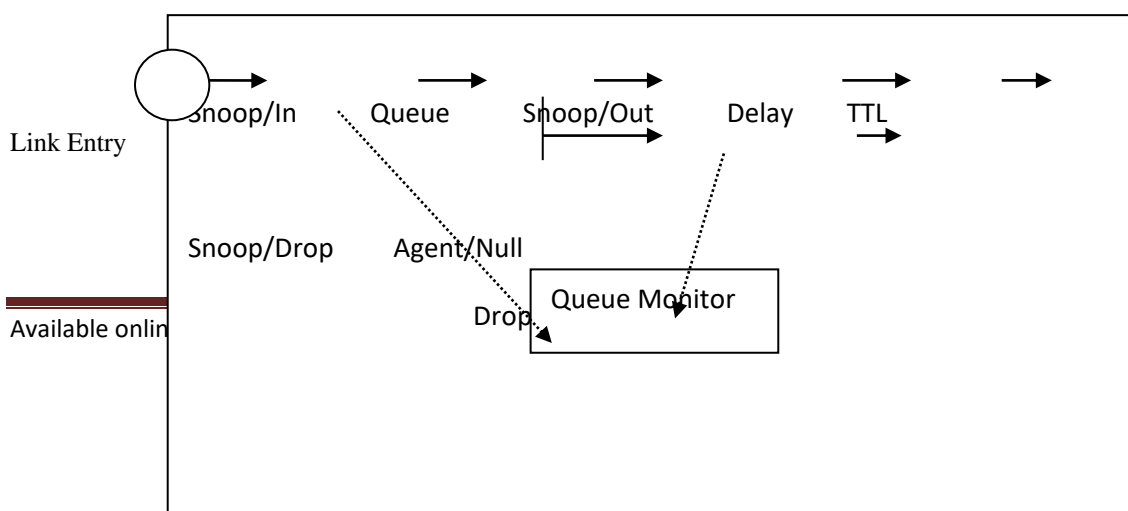 Snoop/In Queue Snoop/Out Delay TTL
Link Entry
Snoop/Drop Agent/Null
Queue Monitor
Drop
Available onlin